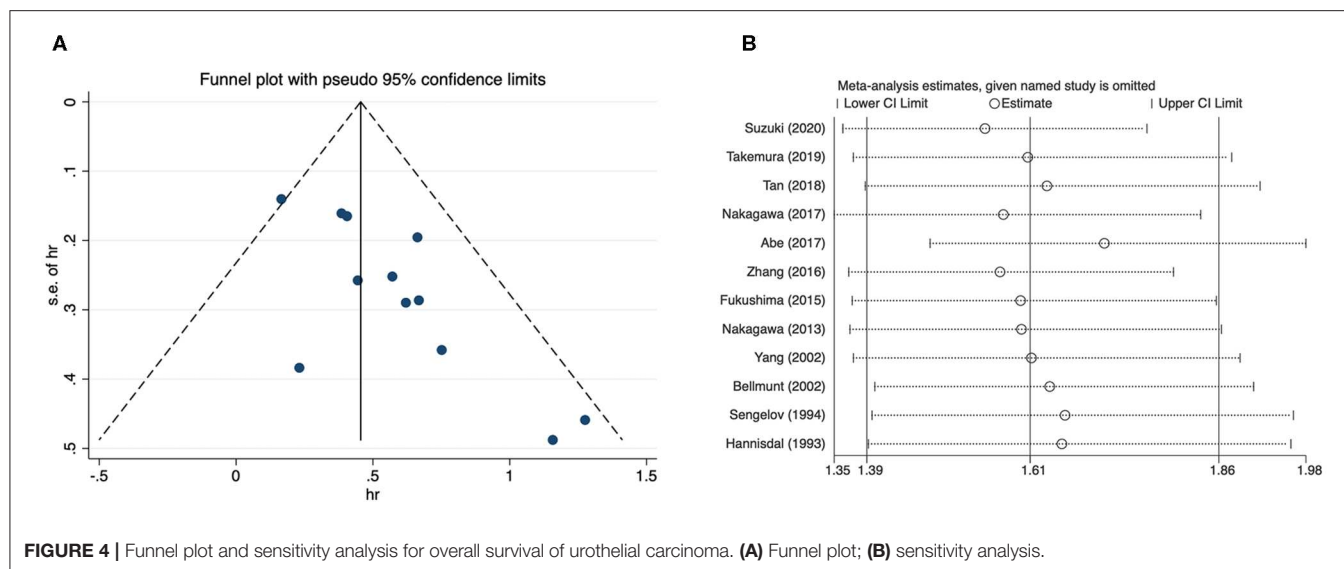 A
Funnel plot with pseudo 95% confidence limits
0
.1
.2
.3
.4
.5
s.e. of hr
-.5 0 .5 1 1.5
hr
B
Meta-analysis estimates, given named study is omitted
| Lower CI Limit ○Estimate | Upper CI Limit
Suzuki (2020)
Takemura (2019)
Tan (2018)
Nakagawa (2017)
Abe (2017)
Zhang (2016)
Fukushima (2015)
Nakagawa (2013)
Yang (2002)
Bellmunt (2002)
Sengelov (1994)
Hannisdal (1993)
1.35 1.39 1.61 1.86 1.98
FIGURE 4 | Funnel plot and sensitivity analysis for overall survival of urothelial carcinoma. (A) Funnel plot; (B) sensitivity analysis.